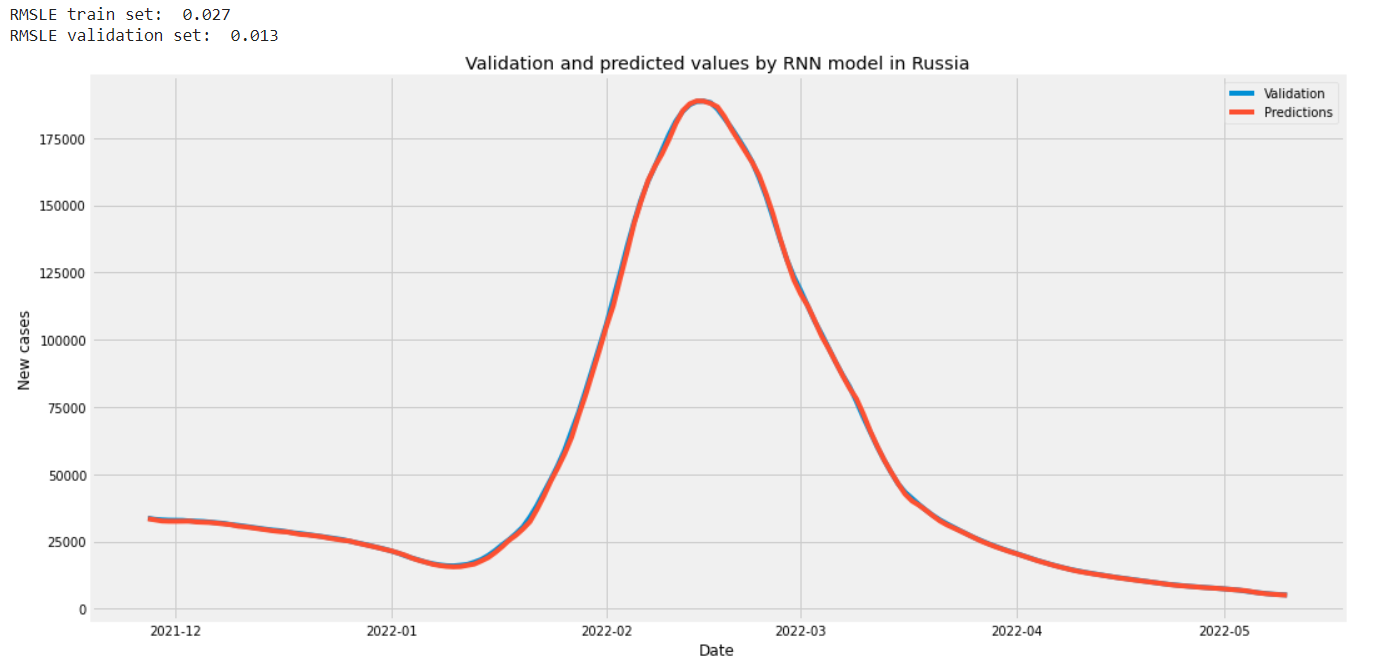 RMSLE train set:  0.027
RMSLE validation set:  0.013
Validation and predicted values by RNN model in Russia
Validation
Predictions
175000
150000
125000
100000
75000
50000
25000
0
New cases
2021-12 2022-01 2022-02 2022-03 2022-04 2022-05
Date